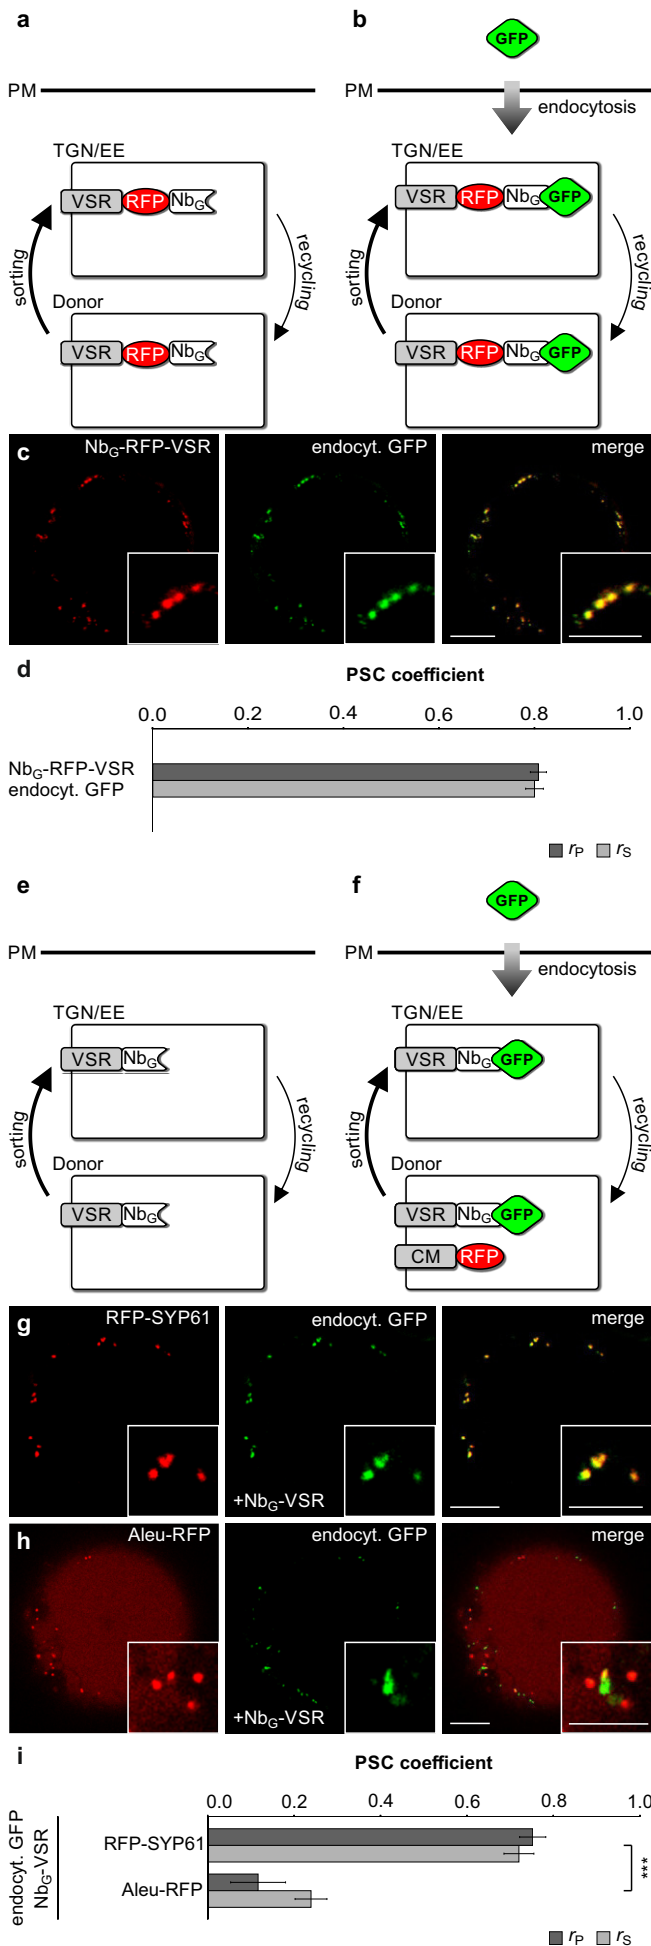 a
b
GFP
PM
PM
endocytosis
TGN/EE
TGN/EE
VSR RFP NbG
VSR RFP NbG GFP
sorting
recycling
sorting
recycling
Donor
Donor
VSR RFP NbG
VSR RFP NbG GFP
c
NbG-RFP-VSR
endocyt. GFP
merge
d
PSC coefficient
0.0 0.2 0.4 0.6 0.8 1.0
NbG-RFP-VSR
endocyt. GFP
rP rS
e
f
GFP
PM
PM
endocytosis
TGN/EE
TGN/EE
VSR NbG
VSR NbG GFP
sorting
recycling
sorting
recycling
Donor
Donor
VSR NbG
VSR NbG GFP
CM RFP
g
RFP-SYP61
endocyt. GFP
merge
+NbG-VSR
h
Aleu-RFP
endocyt. GFP
merge
+NbG-VSR
i
PSC coefficient
0.0 0.2 0.4 0.6 0.8 1.0
endocyt. GFP
NbG-VSR
RFP-SYP61
Aleu-RFP
***
rP rS